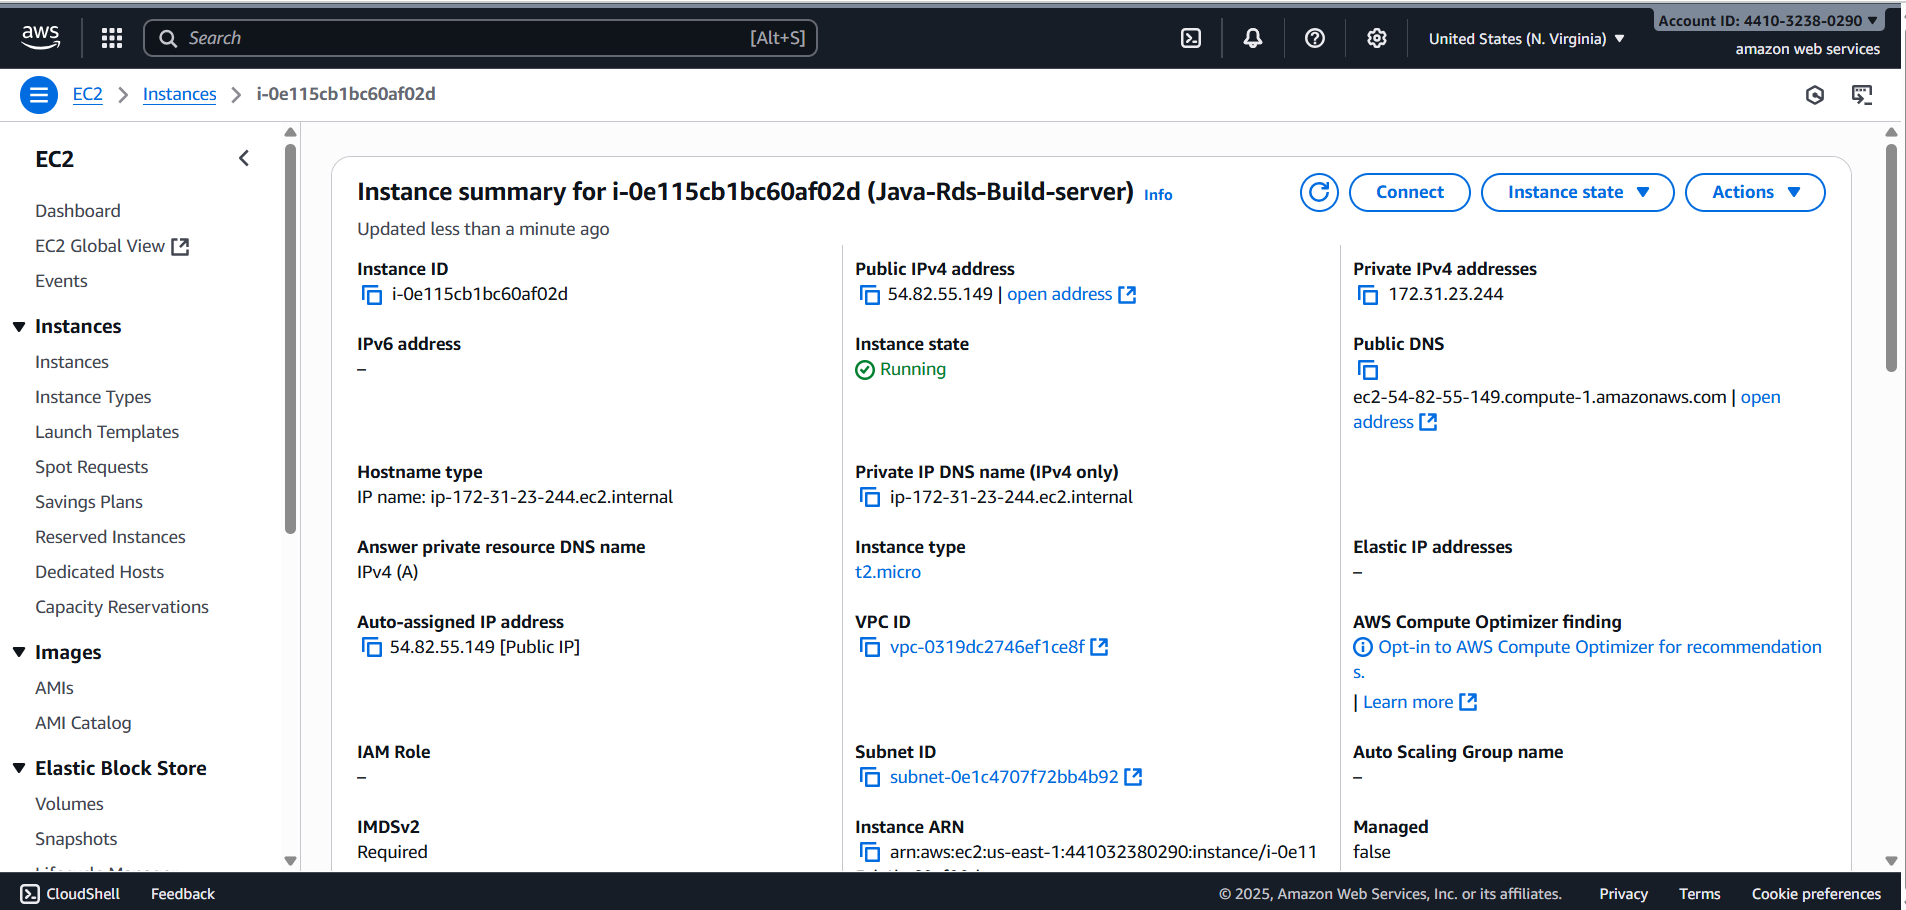 aws
Search [Alt+S]
United States (N. Virginia)
Account ID: 4410-3238-0290
amazon web services
EC2 Instances i-0e115cb1bc60af02d
EC2
Dashboard
EC2 Global View
Events
Instances
Instances
Instance Types
Launch Templates
Spot Requests
Savings Plans
Reserved Instances
Dedicated Hosts
Capacity Reservations
Images
AMIs
AMI Catalog
Elastic Block Store
Volumes
Snapshots
Instance summary for i-0e115cb1bc60af02d (Java-Rds-Build-server) Info
Connect
Instance state
Actions
Updated less than a minute ago
Instance ID
i-0e115cb1bc60af02d
Public IPv4 address
54.82.55.149 | open address
Private IPv4 addresses
172.31.23.244
IPv6 address
–
Instance state
Running
Public DNS
ec2-54-82-55-149.compute-1.amazonaws.com | open
address
Hostname type
IP name: ip-172-31-23-244.ec2.internal
Private IP DNS name (IPv4 only)
ip-172-31-23-244.ec2.internal
Answer private resource DNS name
IPv4 (A)
Instance type
t2.micro
Elastic IP addresses
–
Auto-assigned IP address
54.82.55.149 [Public IP]
VPC ID
vpc-0319dc2746ef1ce8f
AWS Compute Optimizer finding
Opt-in to AWS Compute Optimizer for recommendation
s.
| Learn more
IAM Role
–
Subnet ID
subnet-0e1c4707f72bb4b92
Auto Scaling Group name
–
IMDSv2
Required
Instance ARN
arn:aws:ec2:us-east-1:441032380290:instance/i-0e11
Managed
false
CloudShell
Feedback
© 2025, Amazon Web Services, Inc. or its affiliates.
Privacy
Terms
Cookie preferences